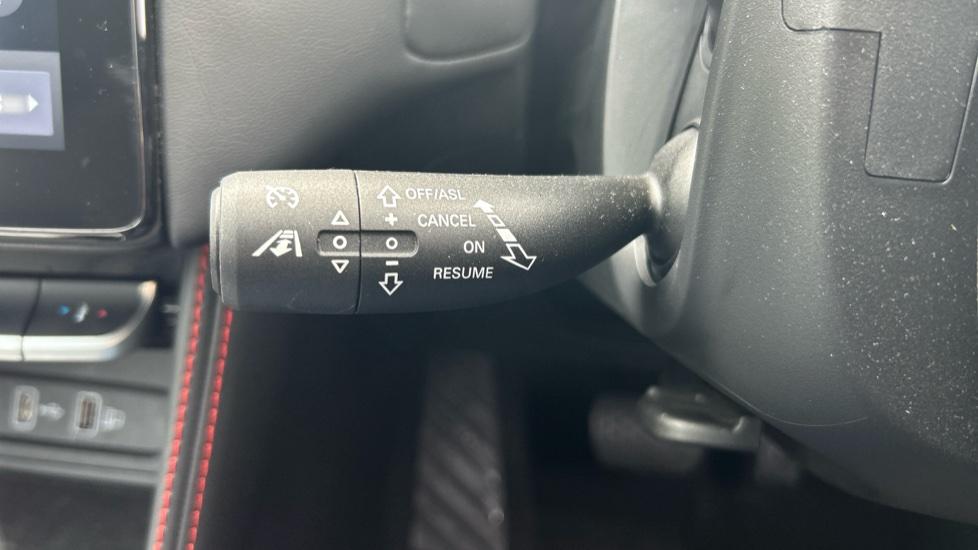 OFF/ASL
+ CANCEL
ON
− RESUME